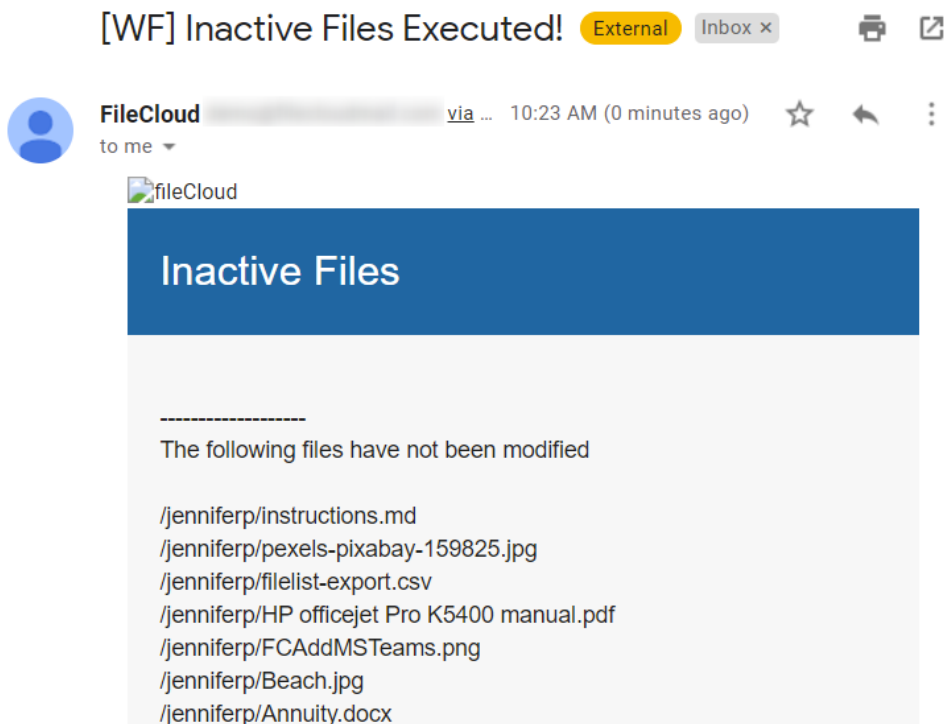 [WF] Inactive Files Executed! External Inbox ×
FileCloud via ... 10:23 AM (0 minutes ago)
to me
fileCloud
Inactive Files
-------------------
The following files have not been modified
/jenniferp/instructions.md
/jenniferp/pexels-pixabay-159825.jpg
/jenniferp/filelist-export.csv
/jenniferp/HP officejet Pro K5400 manual.pdf
/jenniferp/FCAddMSTeams.png
/jenniferp/Beach.jpg
/jenniferp/Annuity.docx